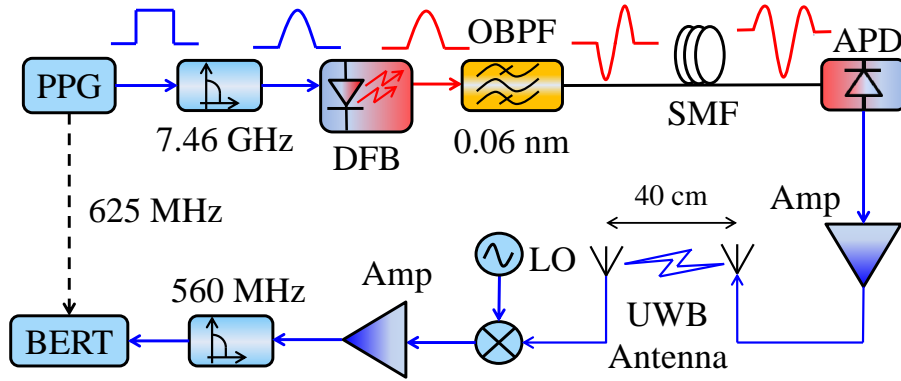 OBPF
APD
PPG
SMF
7.46 GHz
DFB
0.06 nm
625 MHz
40 cm
Amp
LO
Amp
560 MHz
UWB
Antenna
BERT